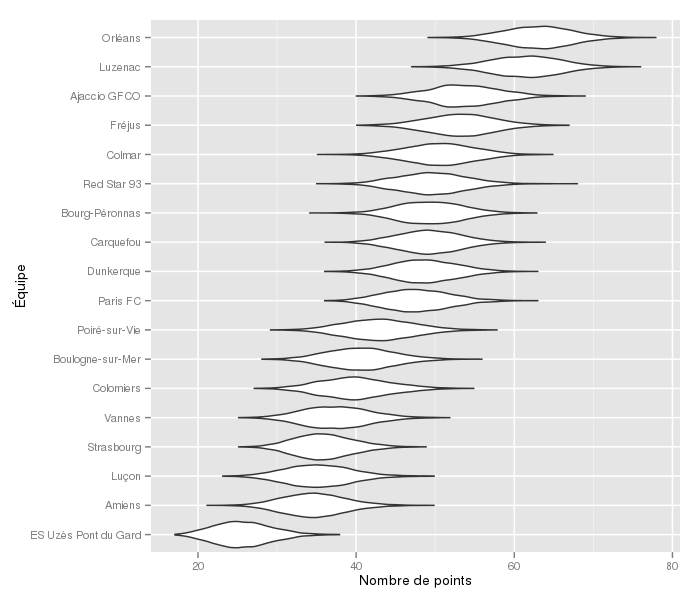 Orléans
Luzenac
Ajaccio GFCO
Fréjus
Colmar
Red Star 93
Bourg-Péronnas
Carquefou
Dunkerque
Paris FC
Poiré-sur-Vie
Boulogne-sur-Mer
Colomiers
Vannes
Strasbourg
Luçon
Amiens
ES Uzès Pont du Gard
Équipe
20 40 60 80
Nombre de points